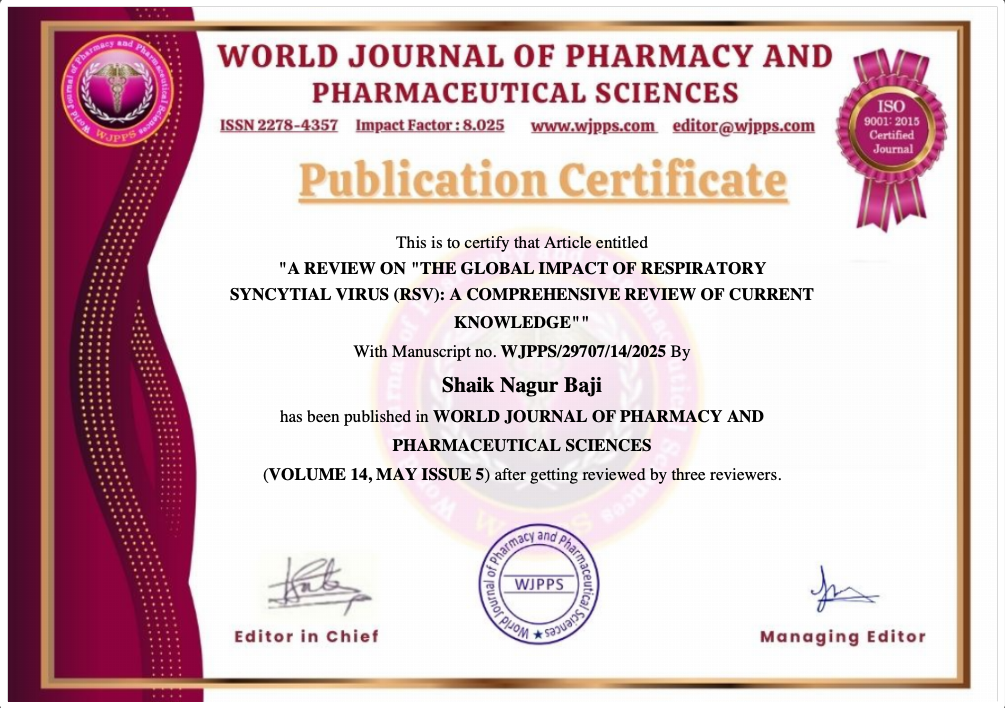 WORLD JOURNAL OF PHARMACY AND
PHARMACEUTICAL SCIENCES
ISSN 2278-4357 Impact Factor : 8.025 www.wjpps.com editor@wjpps.com
World Journal of Pharmacy and Pharmaceutical Sciences
WJPPS
ISO
9001: 2015
Certified
Journal
Publication Certificate
This is to certify that Article entitled
"A REVIEW ON "THE GLOBAL IMPACT OF RESPIRATORY
SYNCYTIAL VIRUS (RSV): A COMPREHENSIVE REVIEW OF CURRENT
KNOWLEDGE""
With Manuscript no. WJPPS/29707/14/2025 By
Shaik Nagur Baji
has been published in WORLD JOURNAL OF PHARMACY AND
PHARMACEUTICAL SCIENCES
(VOLUME 14, MAY ISSUE 5) after getting reviewed by three reviewers.
World Journal of Pharmacy and Pharmaceutical Sciences
WJPPS
Editor in Chief
Managing Editor